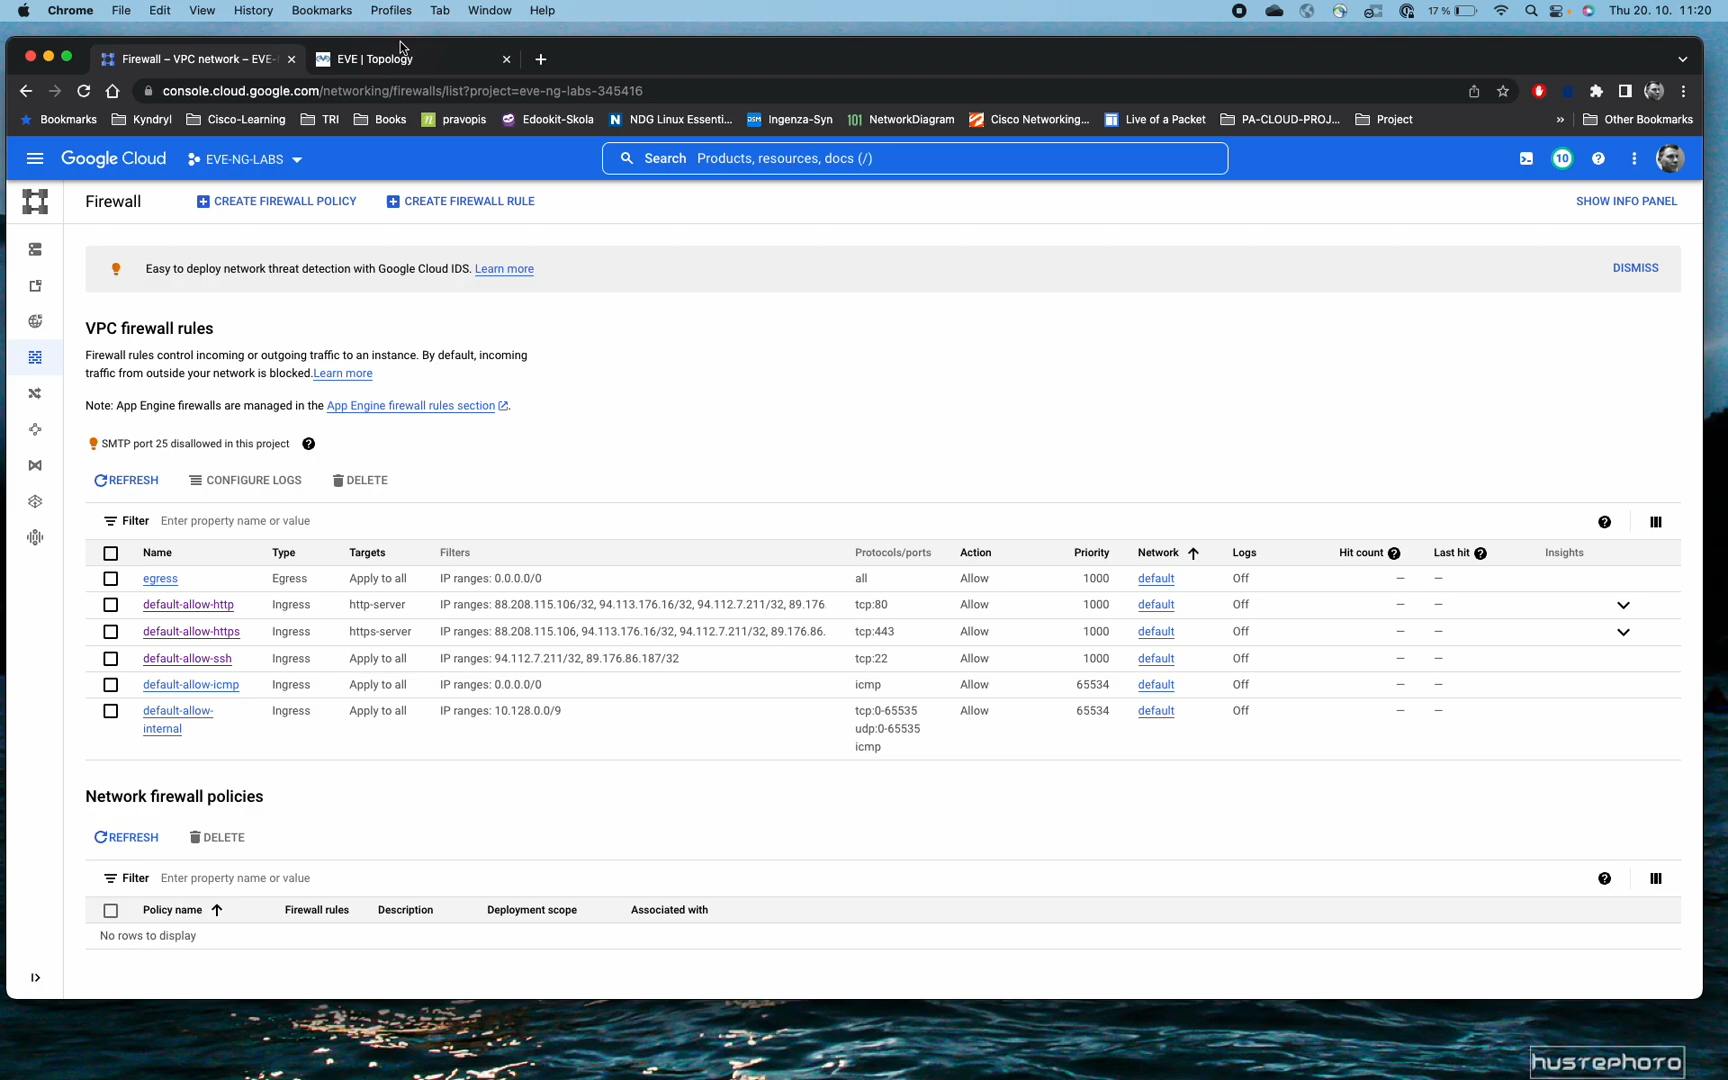 Chrome File Edit View History Bookmarks Profiles Tab Window Help 17 % Thu 20. 10. 11:20
Firewall – VPC network – EVE- EVE | Topology
console.cloud.google.com/networking/firewalls/list?project=eve-ng-labs-345416
Bookmarks Kyndryl Cisco-Learning TRI Books pravopis Edookit-Skola NDG Linux Essenti... Ingenza-Syn 101 NetworkDiagram Cisco Networking... Live of a Packet PA-CLOUD-PROJ... Project » Other Bookmarks
Google Cloud EVE-NG-LABS Search Products, resources, docs (/) 10
Firewall CREATE FIREWALL POLICY CREATE FIREWALL RULE SHOW INFO PANEL
Easy to deploy network threat detection with Google Cloud IDS. Learn more DISMISS
VPC firewall rules
Firewall rules control incoming or outgoing traffic to an instance. By default, incoming
traffic from outside your network is blocked.Learn more
Note: App Engine firewalls are managed in the App Engine firewall rules section.
SMTP port 25 disallowed in this project
REFRESH CONFIGURE LOGS DELETE
Filter Enter property name or value
Name Type Targets Filters Protocols/ports Action Priority Network Logs Hit count Last hit Insights
egress Egress Apply to all IP ranges: 0.0.0.0/0 all Allow 1000 default Off — —
default-allow-http Ingress http-server IP ranges: 88.208.115.106/32, 94.113.176.16/32, 94.112.7.211/32, 89.176. tcp:80 Allow 1000 default Off — —
default-allow-https Ingress https-server IP ranges: 88.208.115.106, 94.113.176.16/32, 94.112.7.211/32, 89.176.86. tcp:443 Allow 1000 default Off — —
default-allow-ssh Ingress Apply to all IP ranges: 94.112.7.211/32, 89.176.86.187/32 tcp:22 Allow 1000 default Off — —
default-allow-icmp Ingress Apply to all IP ranges: 0.0.0.0/0 icmp Allow 65534 default Off — —
default-allow- Ingress Apply to all IP ranges: 10.128.0.0/9 tcp:0-65535 Allow 65534 default Off — —
internal udp:0-65535
icmp
Network firewall policies
REFRESH DELETE
Filter Enter property name or value
Policy name Firewall rules Description Deployment scope Associated with
No rows to display
hustephoto